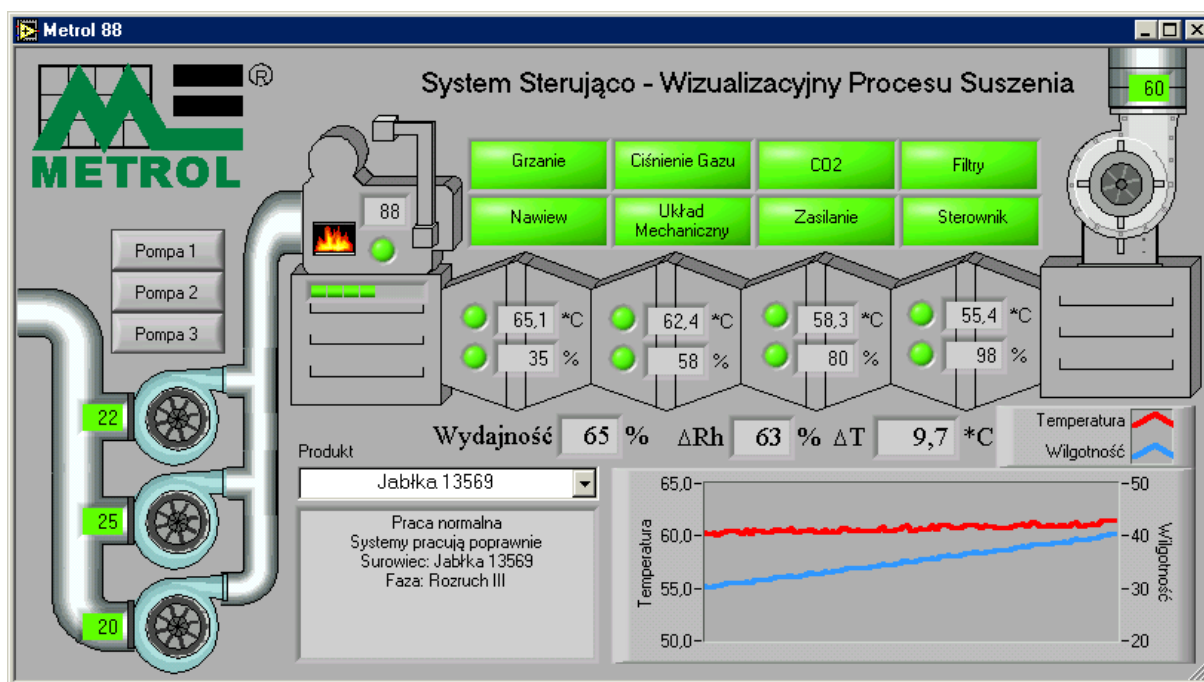 Metrol 88
®
METROL
System Sterująco - Wizualizacyjny Procesu Suszenia
60
Grzanie
Ciśnienie Gazu
CO2
Filtry
Nawiew
Układ
Mechaniczny
Zasilanie
Sterownik
88
Pompa 1
Pompa 2
Pompa 3
65,1 *C
62,4 *C
58,3 *C
55,4 *C
35 %
58 %
80 %
98 %
22
25
20
Wydajność 65 % ΔRh 63 % ΔT 9,7 *C
Temperatura
Wilgotność
Produkt
Jabłka 13569
Praca normalna
Systemy pracują poprawnie
Surowiec: Jabłka 13569
Faza: Rozruch III
Temperatura
65,0
60,0
55,0
50,0
50
40
30
20
Wilgotność